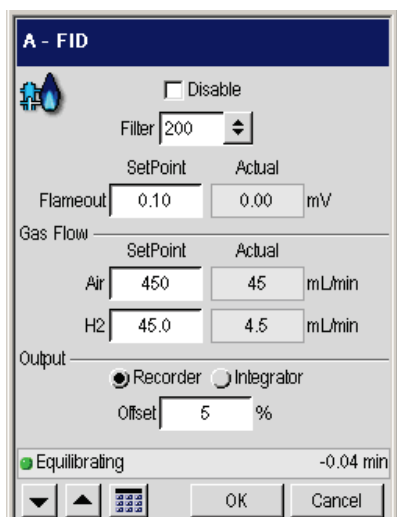 A - FID
Disable
Filter 200
SetPoint Actual
Flameout 0.10 0.00 mV
Gas Flow
SetPoint Actual
Air 450 45 mL/min
H2 45.0 4.5 mL/min
Output
Recorder Integrator
Offset 5 %
Equilibrating -0.04 min
OK Cancel